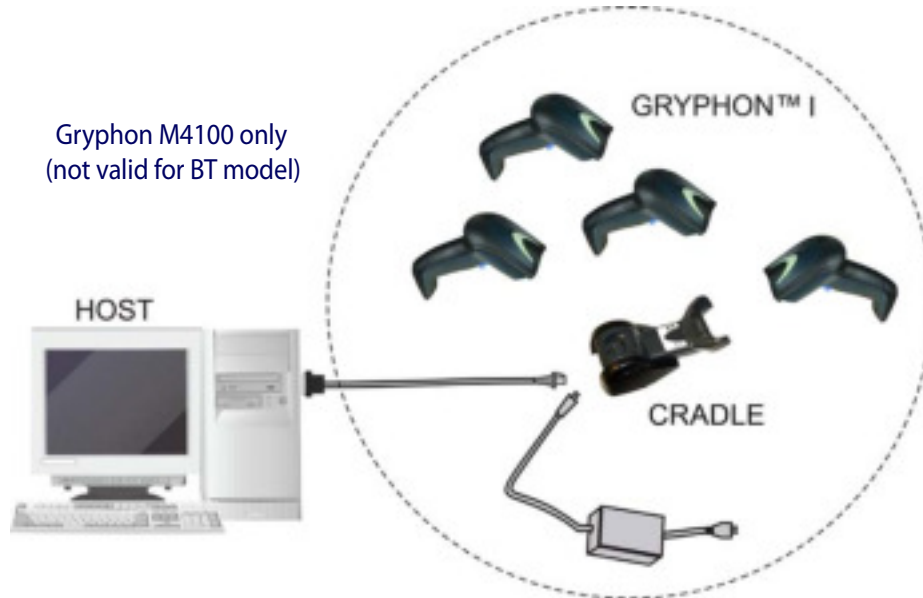 Gryphon M4100 only
(not valid for BT model)
GRYPHON™ I
HOST
CRADLE